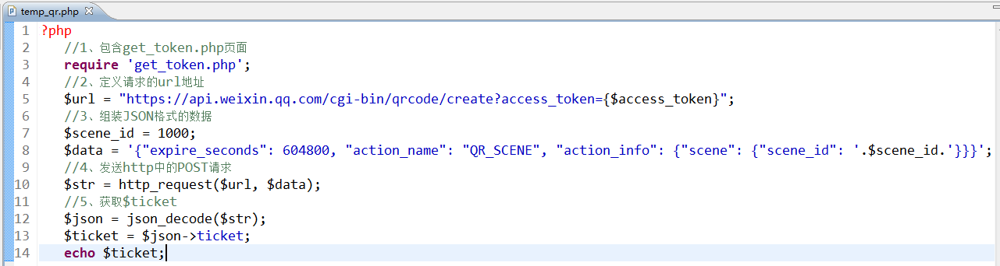 temp_qr.php
1 ?php
2 //1、包含get_token.php页面
3 require 'get_token.php';
4 //2、定义请求的url地址
5 $url = "https://api.weixin.qq.com/cgi-bin/qrcode/create?access_token={$access_token}";
6 //3、组装JSON格式的数据
7 $scene_id = 1000;
8 $data = '{"expire_seconds": 604800, "action_name": "QR_SCENE", "action_info": {"scene": {"scene_id": '.$scene_id.'}}}';
9 //4、发送http中的POST请求
10 $str = http_request($url, $data);
11 //5、获取$ticket
12 $json = json_decode($str);
13 $ticket = $json->ticket;
14 echo $ticket;